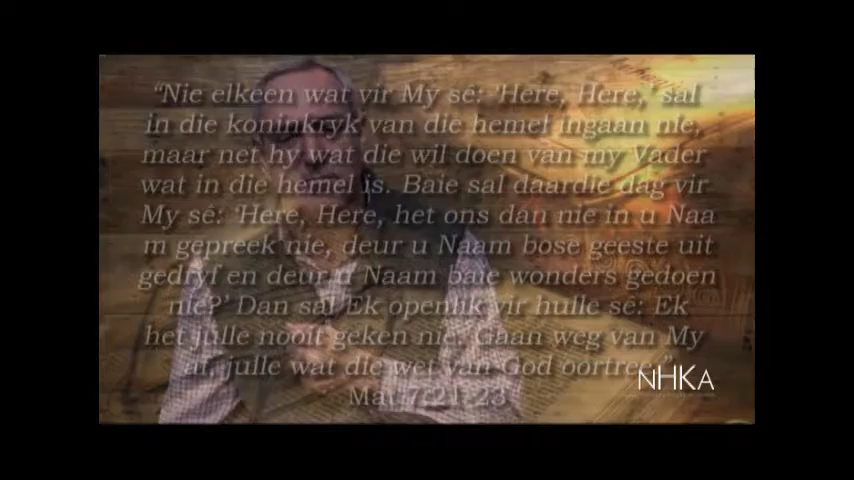 “Nie elkeen wat vir My sê: ‘Here, Here,’ sal
in die koninkryk van die hemel ingaan nie,
maar net hy wat die wil doen van my Vader
wat in die hemel is. Baie sal daardie dag vir
My sê: ‘Here, Here, het ons dan nie in u Naa
m gepreek nie, deur u Naam bose geeste uit
gedryf en deur u Naam baie wonders gedoen
nie?’ Dan sal Ek openlik vir hulle sê: Ek
het julle nooit geken nie. Gaan weg van My
af, julle wat die wet van God oortree.”
Mat 7:21-23
NHKA